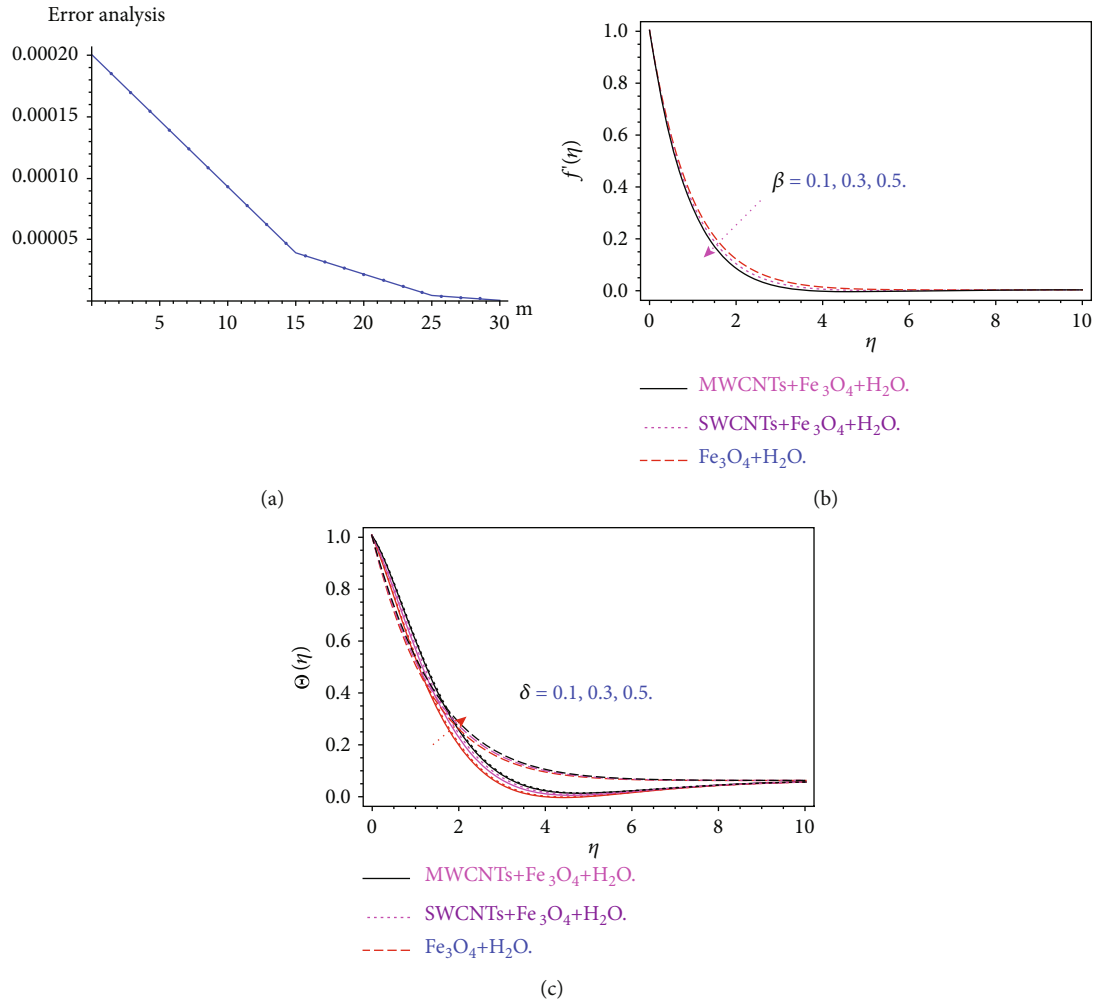 Error analysis
0.00020
0.00015
0.00010
0.00005
5 10 15 20 25 30 m
(a)
1.0
0.8
0.6
0.4
0.2
0.0
f'(η)
β = 0.1, 0.3, 0.5.
0 2 4 6 8 10
η
MWCNTs+Fe3O4+H2O.
SWCNTs+Fe3O4+H2O.
Fe3O4+H2O.
(b)
1.0
0.8
0.6
0.4
0.2
0.0
Θ(η)
δ = 0.1, 0.3, 0.5.
0 2 4 6 8 10
η
MWCNTs+Fe3O4+H2O.
SWCNTs+Fe3O4+H2O.
Fe3O4+H2O.
(c)